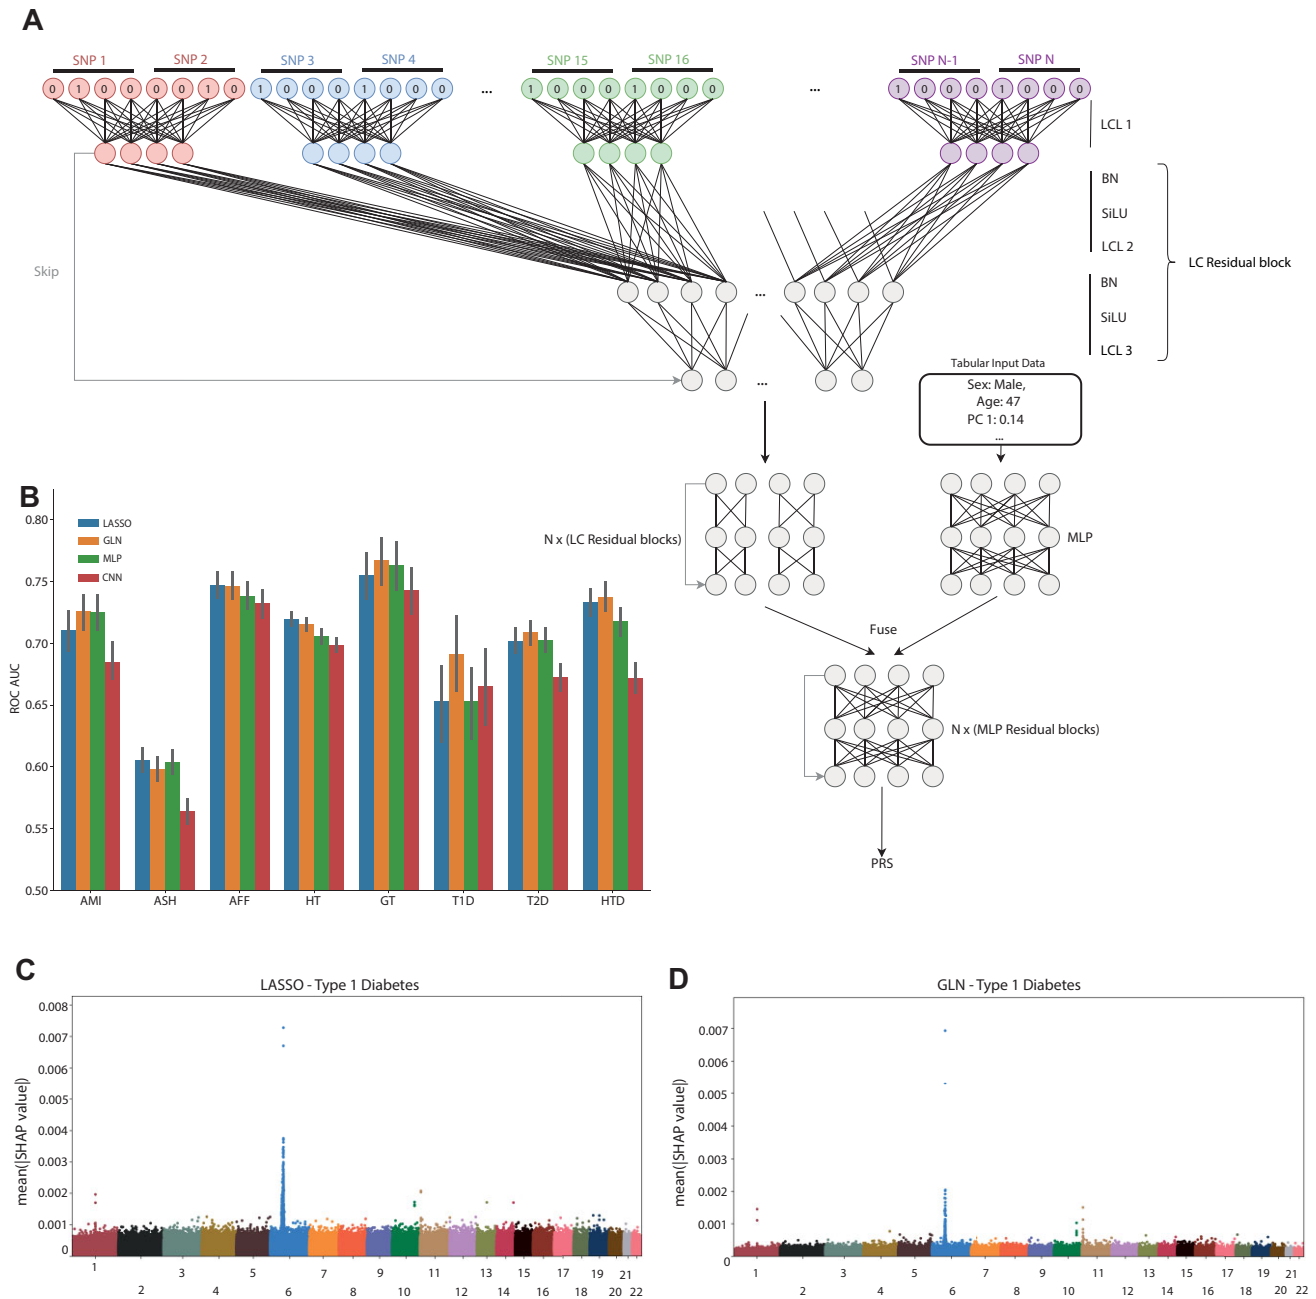 A
SNP 1 SNP 2 SNP 3 SNP 4 SNP 15 SNP 16 SNP N-1 SNP N
0 1 0 0 0 0 1 0 1 0 0 0 1 0 0 0 ... 1 0 0 0 1 0 0 0 ... 1 0 0 0 1 0 0 0
LCL 1
BN
SiLU
LCL 2
BN
SiLU
LCL 3
LC Residual block
Skip
...
...
Tabular Input Data
Sex: Male,
Age: 47
PC 1: 0.14
...
N x (LC Residual blocks)
MLP
Fuse
N x (MLP Residual blocks)
PRS
B
LASSO
GLN
MLP
CNN
ROC AUC
0.80
0.75
0.70
0.65
0.60
0.55
0.50
AMI ASH AFF HT GT T1D T2D HTD
C
LASSO - Type 1 Diabetes
mean(|SHAP value|)
0.008
0.007
0.006
0.005
0.004
0.003
0.002
0.001
0
1 3 5 6 7 9 11 13 15 17 19 21
2 4 6 8 10 12 14 16 18 20 22
D
GLN - Type 1 Diabetes
mean(|SHAP value|)
0.007
0.006
0.005
0.004
0.003
0.002
0.001
0
1 3 5 7 9 11 13 15 17 19 21
2 4 6 8 10 12 14 16 18 20 22